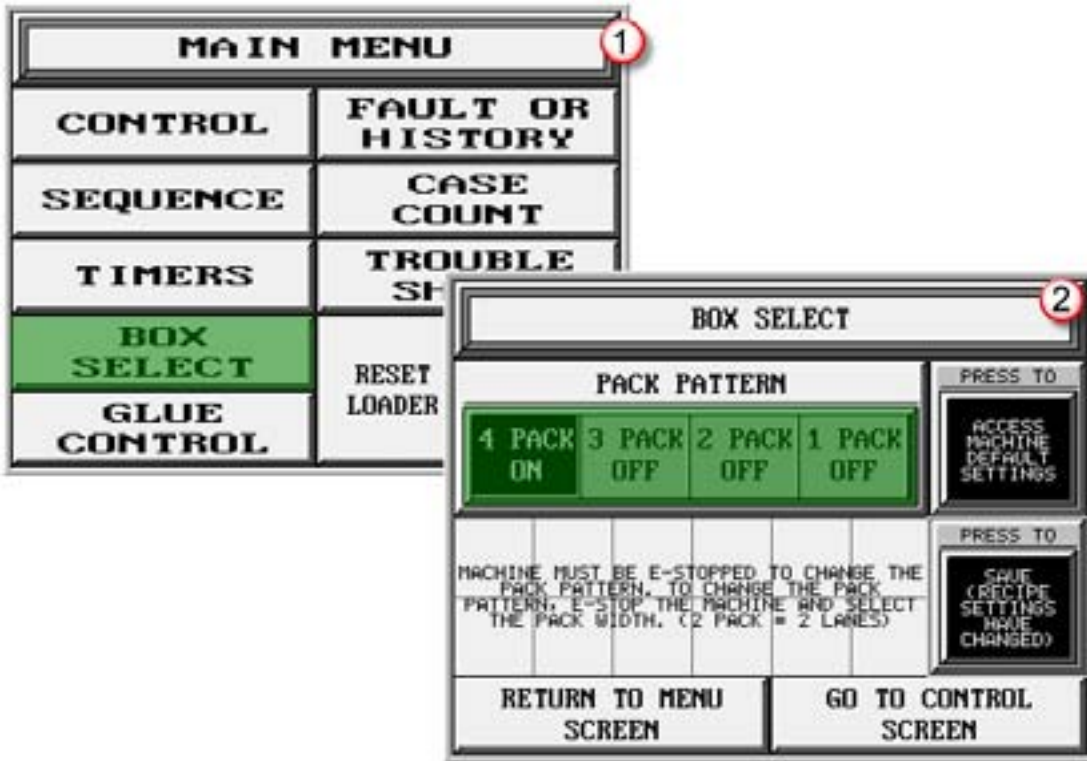 MAIN MENU
1
CONTROL
FAULT OR
HISTORY
SEQUENCE
CASE
COUNT
TIMERS
TROUBLE
SH
BOX
SELECT
RESET
LOADER
GLUE
CONTROL
BOX SELECT
2
PACK PATTERN
4 PACK
ON
3 PACK
OFF
2 PACK
OFF
1 PACK
OFF
PRESS TO
ACCESS
MACHINE
DEFAULT
SETTINGS
MACHINE MUST BE E-STOPPED TO CHANGE THE
PACK PATTERN. TO CHANGE THE PACK
PATTERN, E-STOP THE MACHINE AND SELECT
THE PACK WIDTH. (2 PACK = 2 LANES)
PRESS TO
SAVE
(RECIPE
SETTINGS
HAVE
CHANGED)
RETURN TO MENU
SCREEN
GO TO CONTROL
SCREEN